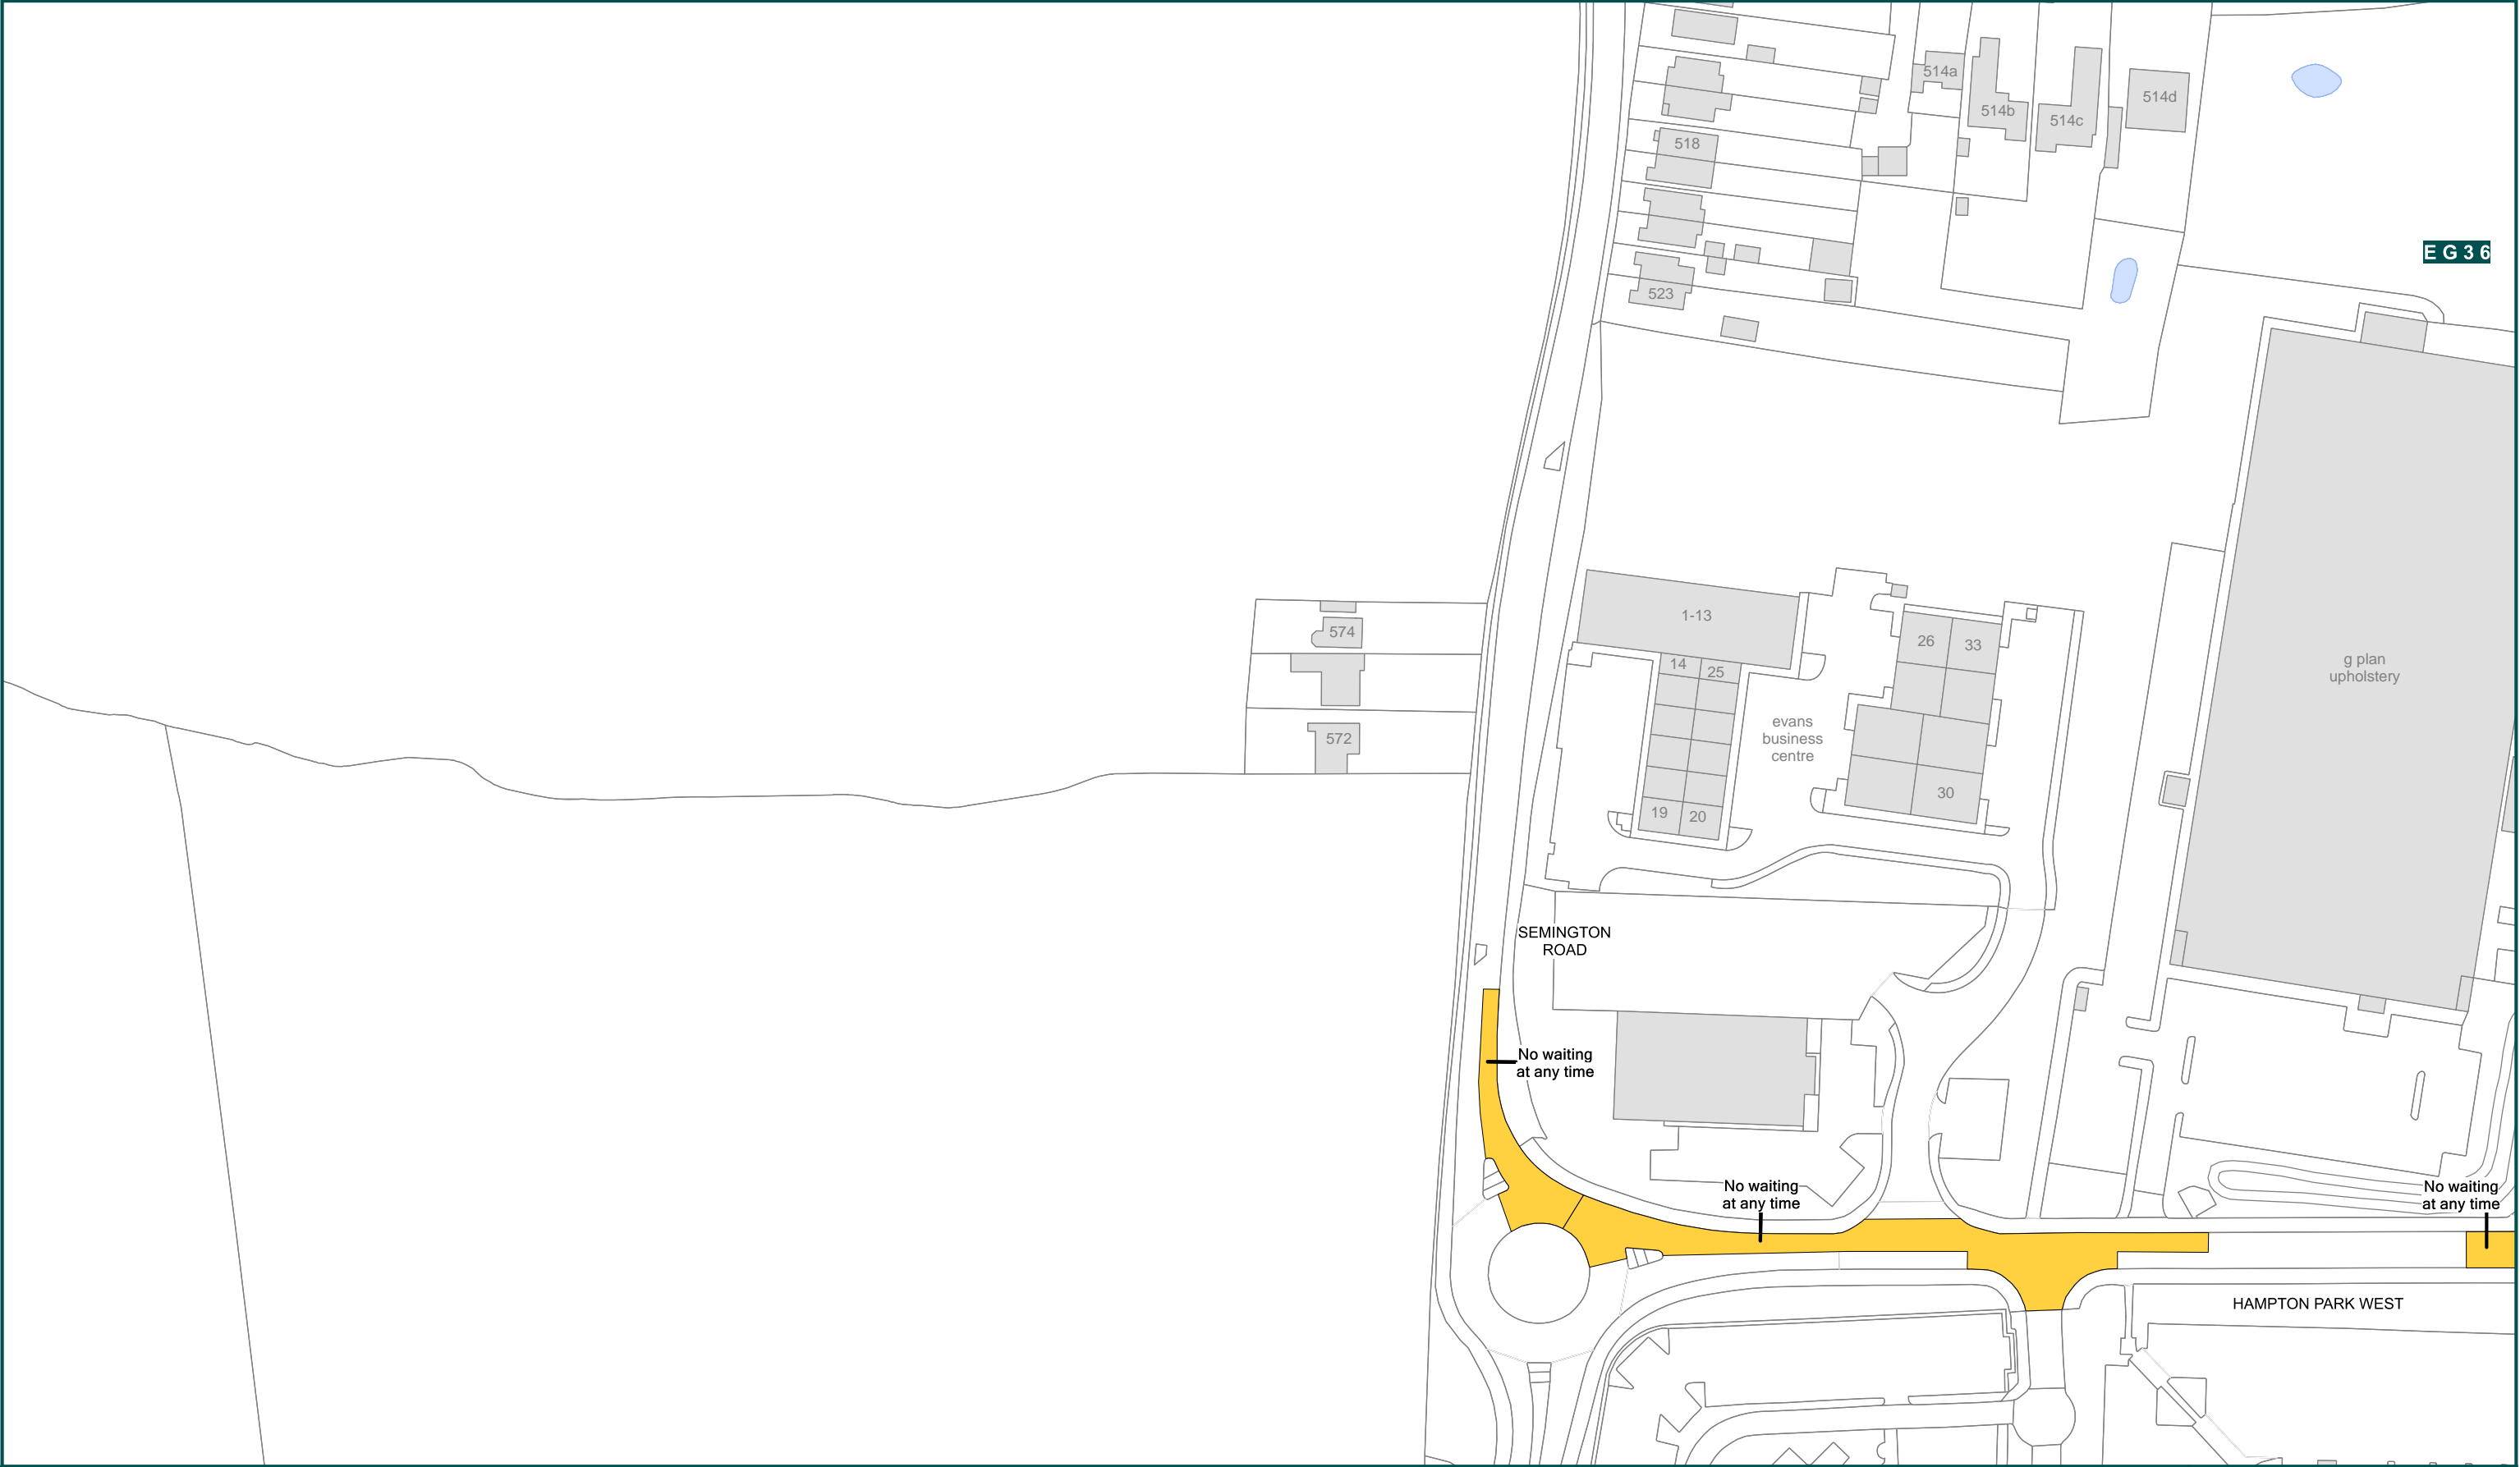 514a
514b
514c
514d
518
523
E G 3 6
1-13
574
572
14
25
26
33
g plan
upholstery
evans
business
centre
19
20
30
SEMINGTON
ROAD
No waiting
at any time
No waiting
at any time
No waiting
at any time
HAMPTON PARK WEST